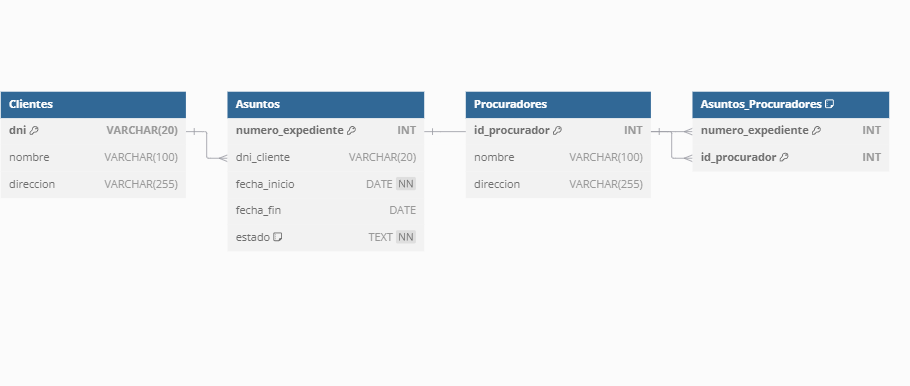 Clientes
dni VARCHAR(20)
nombre VARCHAR(100)
direccion VARCHAR(255)
Asuntos
numero_expediente INT
dni_cliente VARCHAR(20)
fecha_inicio DATE NN
fecha_fin DATE
estado TEXT NN
Procuradores
id_procurador INT
nombre VARCHAR(100)
direccion VARCHAR(255)
Asuntos_Procuradores
numero_expediente INT
id_procurador INT